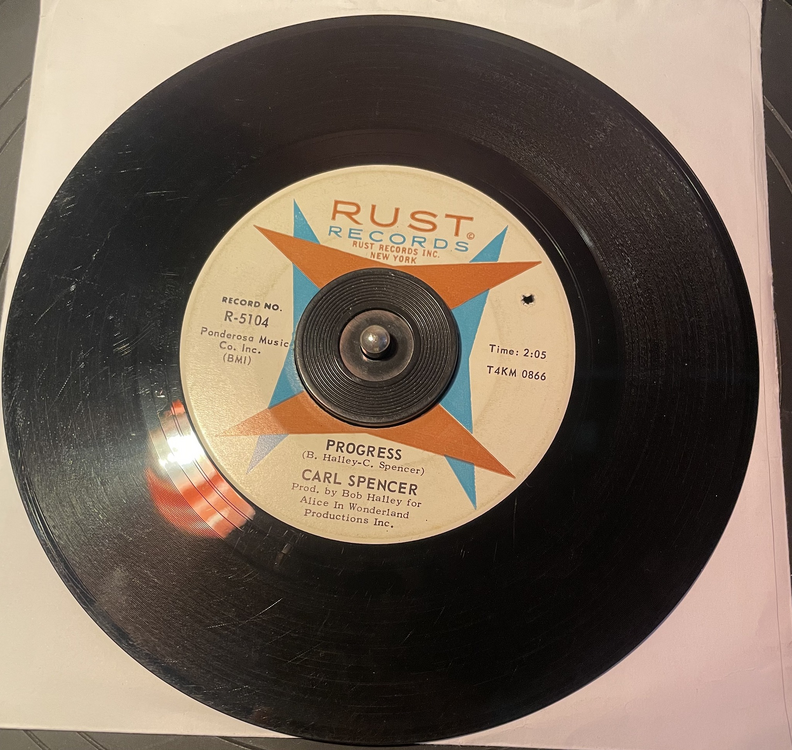 RUST
RECORDS©
RUST RECORDS INC.
NEW YORK
RECORD NO.
R-5104
Ponderosa Music
Co. Inc.
(BMI)
Time: 2:05
T4KM 0866
PROGRESS
(B. Halley-C. Spencer)
CARL SPENCER
Prod. by Bob Halley for
Alice In Wonderland
Productions Inc.